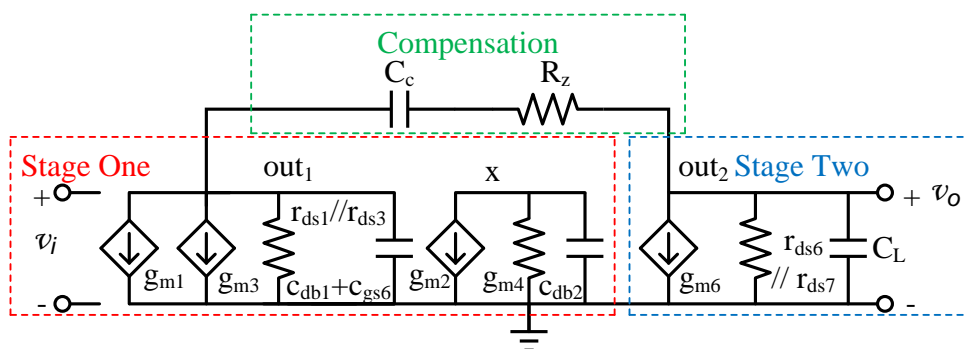 Compensation
Cc
Rz
Stage One
out1
x
out2 Stage Two
+
vi
-
gm1
gm3
rds1//rds3
cdb1+cgs6
gm2
gm4
cdb2
gm6
rds6
// rds7
CL
+ vo
-